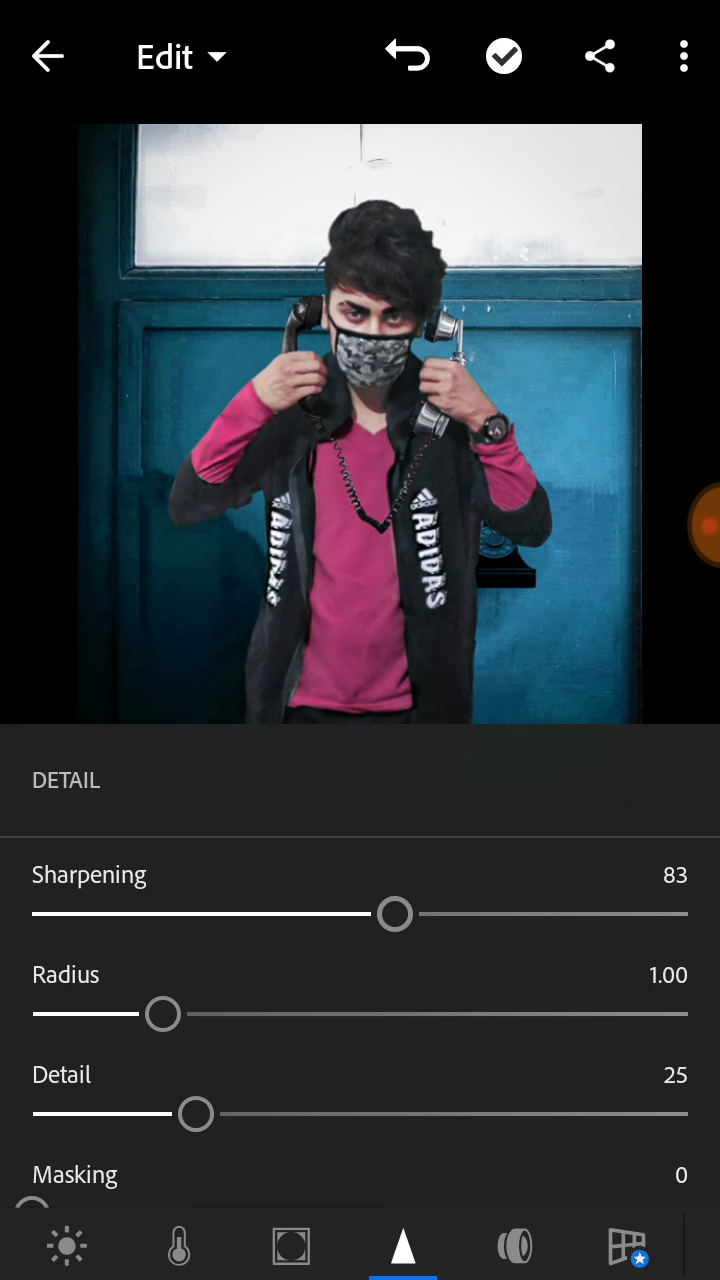 Edit
adidas
ADIDAS
adidas
ADIDAS
DETAIL
Sharpening 83
Radius 1.00
Detail 25
Masking 0